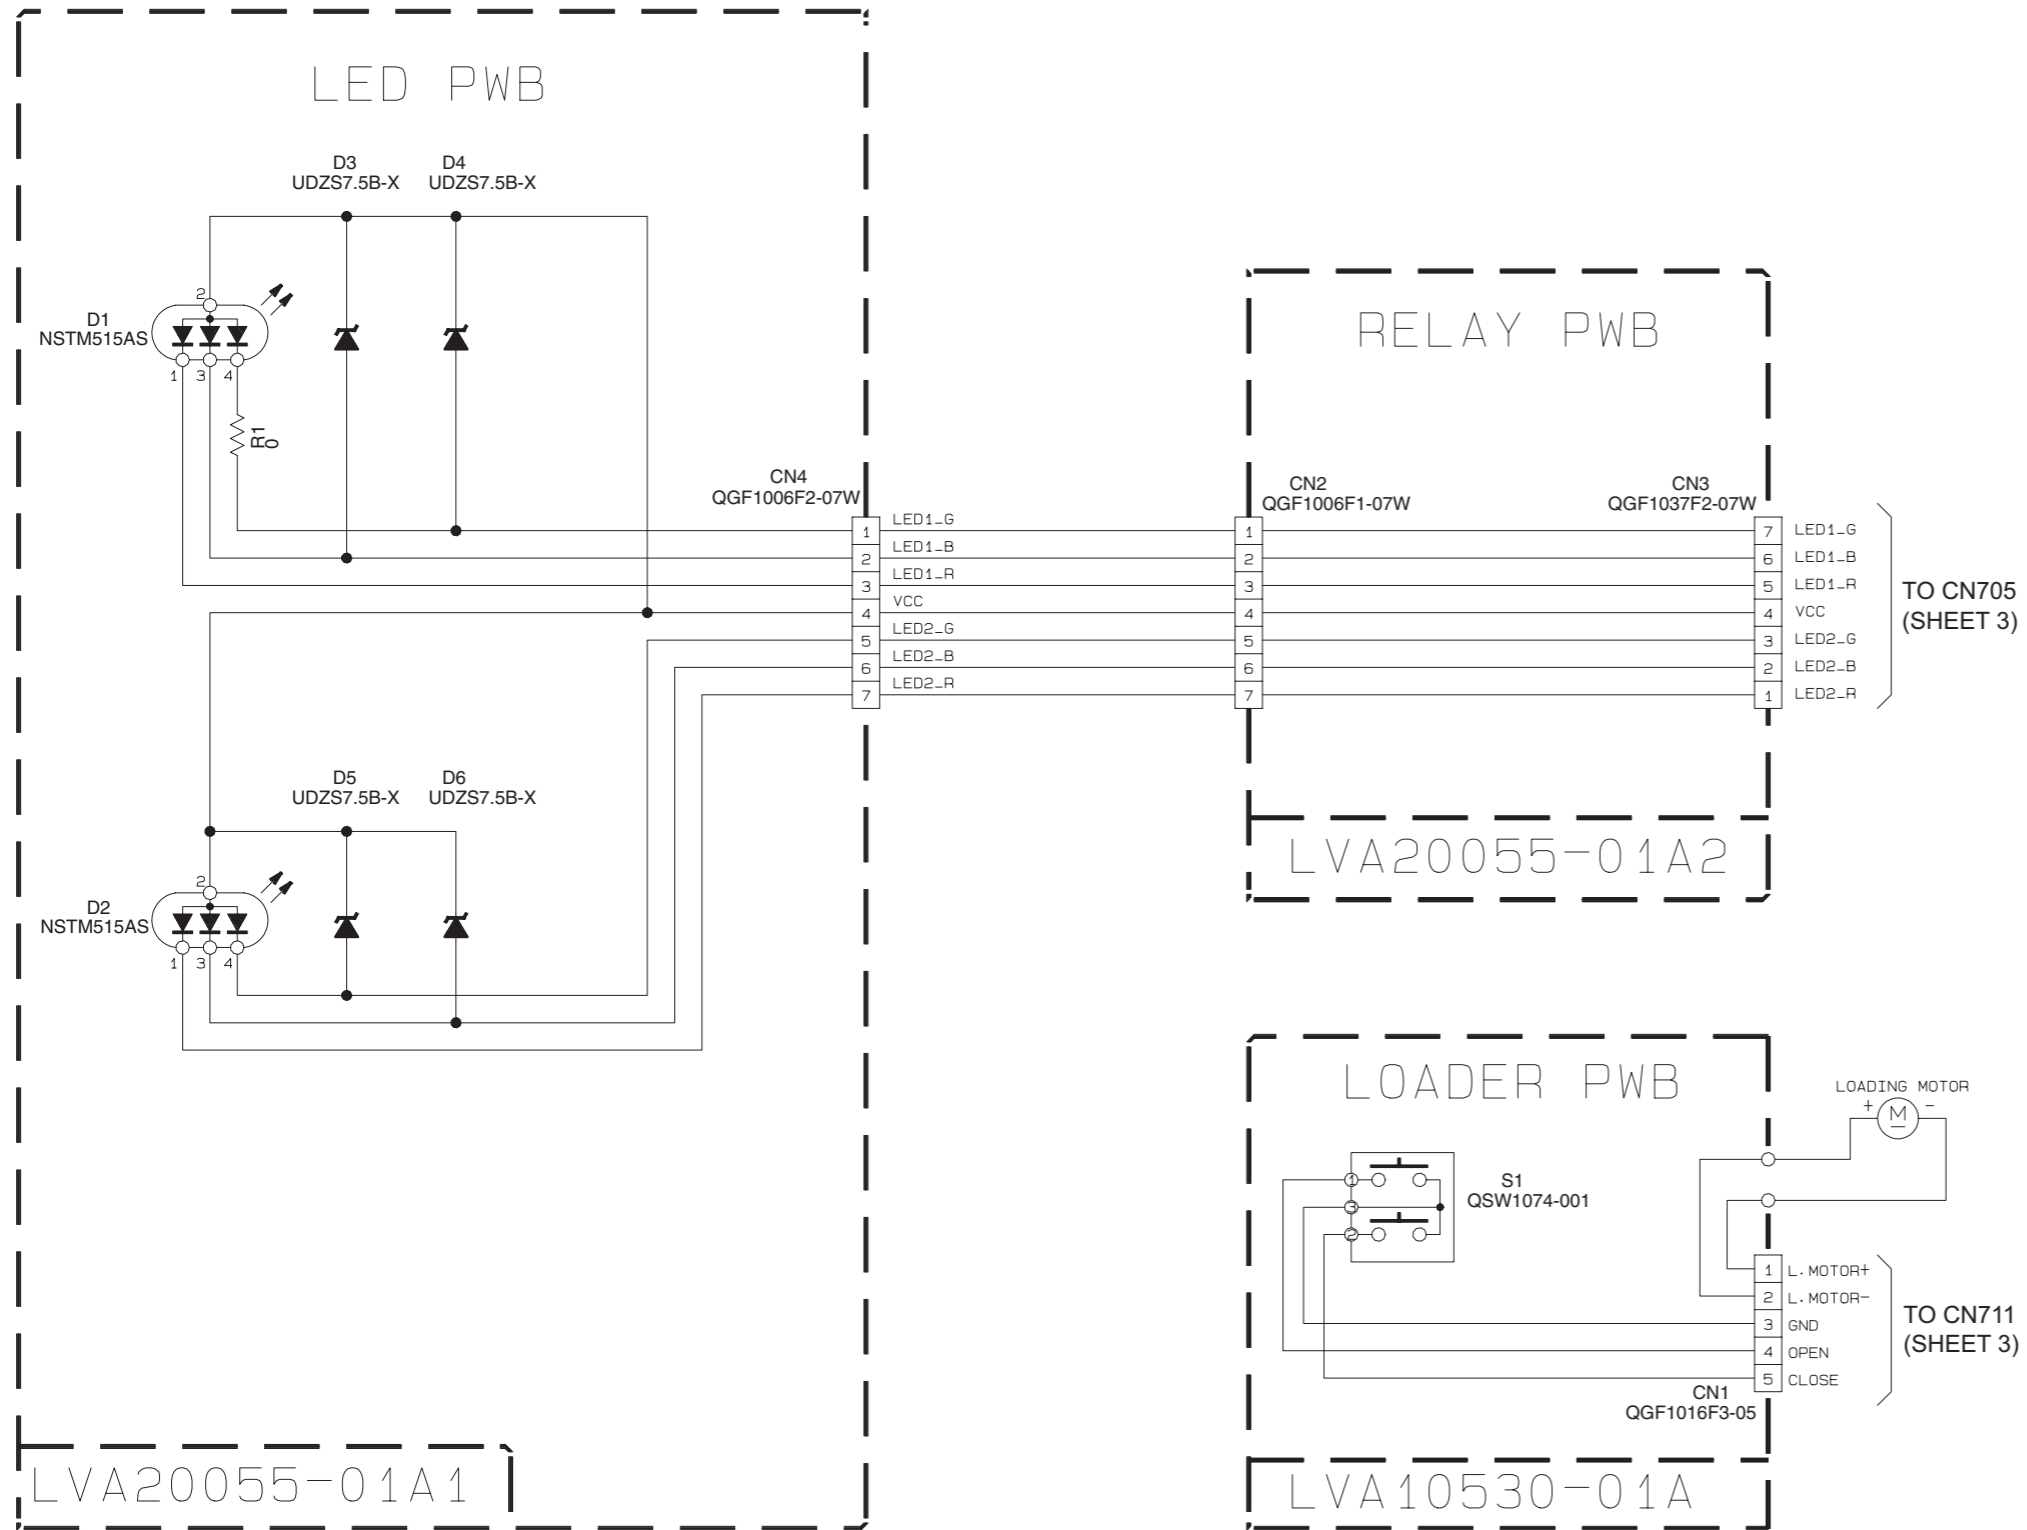 LED PWB
D3
UDZS7.5B-X
D4
UDZS7.5B-X
D1
NSTM515AS
2
1
3
4
R1
0
CN4
QGF1006F2-07W
1
LED1_G
2
LED1_B
3
LED1_R
4
VCC
5
LED2_G
6
LED2_B
7
LED2_R
D5
UDZS7.5B-X
D6
UDZS7.5B-X
D2
NSTM515AS
2
1
3
4
LVA20055-01A1
RELAY PWB
CN2
QGF1006F1-07W
CN3
QGF1037F2-07W
1
2
3
4
5
6
7
7 LED1_G
6 LED1_B
5 LED1_R
4 VCC
3 LED2_G
2 LED2_B
1 LED2_R
TO CN705
(SHEET 3)
LVA20055-01A2
LOADER PWB
LOADING MOTOR
+
M
-
S1
QSW1074-001
1
3
2
1 L.MOTOR+
2 L.MOTOR-
3 GND
4 OPEN
5 CLOSE
TO CN711
(SHEET 3)
CN1
QGF1016F3-05
LVA10530-01A